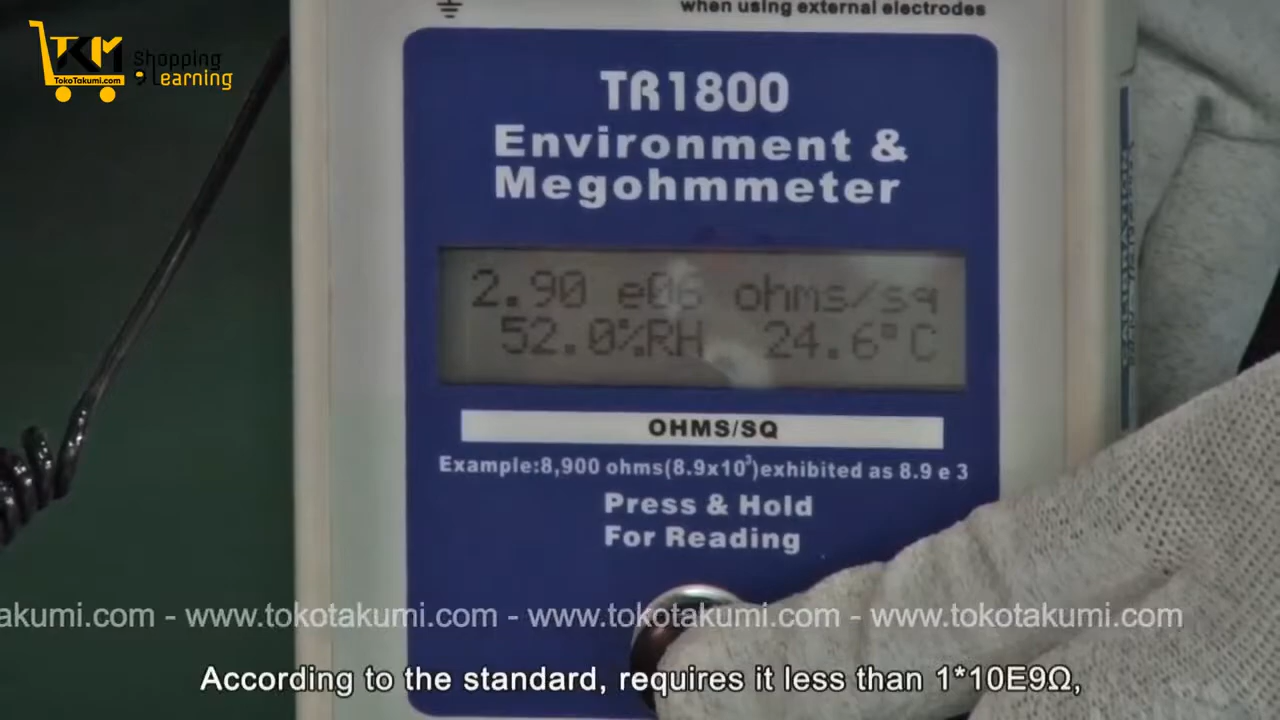 when using external electrodes
TKM
TokoTakumi.com
Shopping
Learning
TR1800
Environment &
Megohmmeter
2.90 e06 ohms/sq
52.0%RH 24.6°C
OHMS/SQ
Example:8,900 ohms(8.9x10³)exhibited as 8.9 e 3
Press & Hold
For Reading
akumi.com - www.tokotakumi.com - www.tokotakumi.com - www.tokotakumi.com
According to the standard, requires it less than 1*10E9Ω,